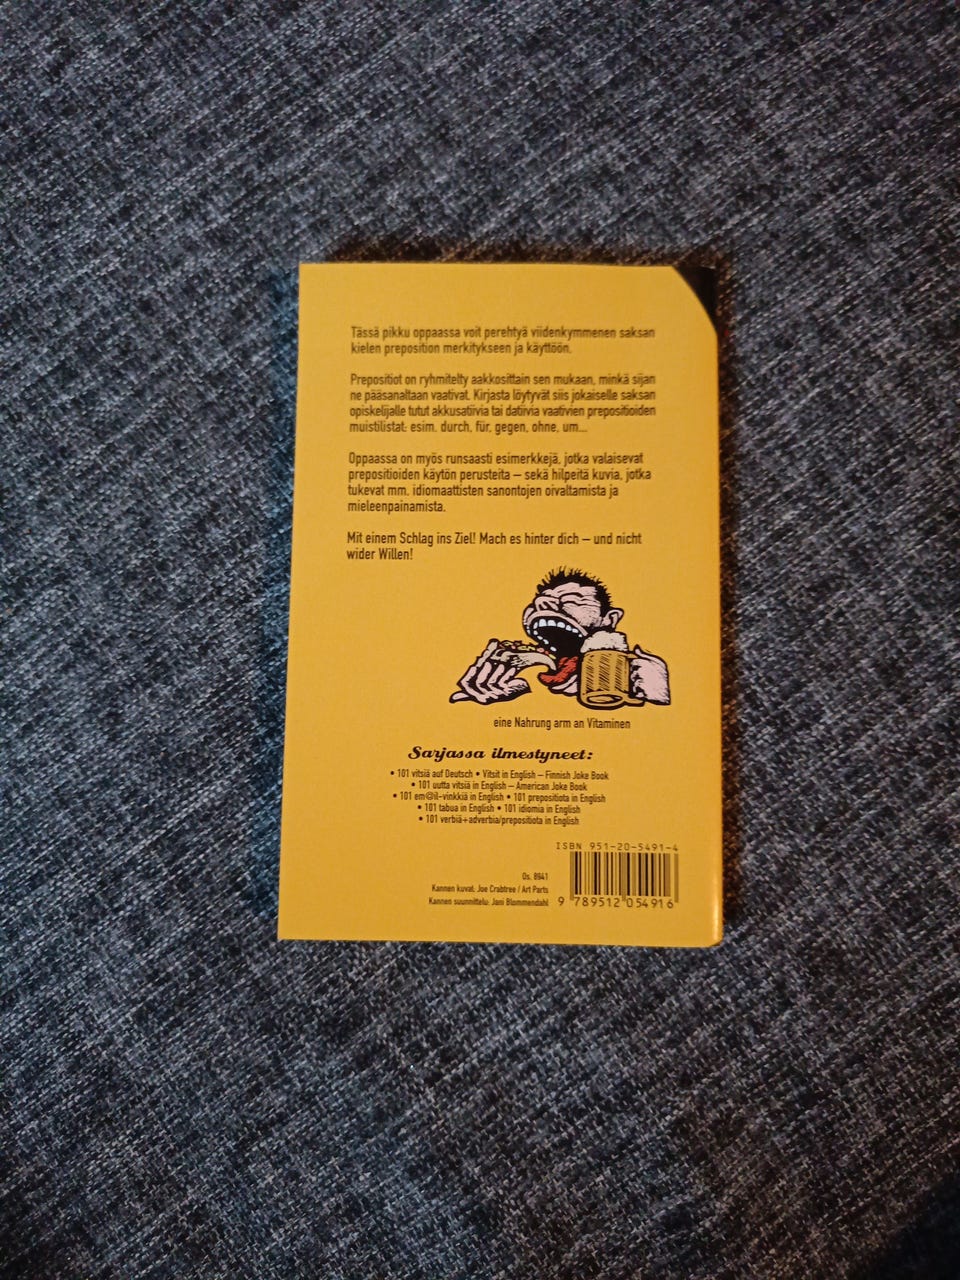 Tässä pikku oppaassa voit perehtyä viidenkymmenen saksan
kielen preposition merkitykseen ja käyttöön.
Prepositiot on ryhmitelty aakkosittain sen mukaan, minkä sijan
ne pääsanaltaan vaativat. Kirjasta löytyvät siis jokaiselle saksan
opiskelijalle tutut akkusatiivia tai datiivia vaativien prepositioiden
muistilistat: esim. durch, für, gegen, ohne, um...
Oppaassa on myös runsaasti esimerkkejä, jotka valaisevat
prepositioiden käytön perusteita – sekä hilpeitä kuvia, jotka
tukevat mm. idiomaattisten sanontojen oivaltamista ja
mieleenpainamista.
Mit einem Schlag ins Ziel! Mach es hinter dich – und nicht
wider Willen!
eine Nahrung arm an Vitaminen
Sarjassa ilmestyneet:
• 101 vitsiä auf Deutsch • Vitsit in English – Finnish Joke Book
• 101 uutta vitsiä in English – American Joke Book
• 101 em@il-vinkkiä in English • 101 prepositiota in English
• 101 tabua in English • 101 idiomia in English
• 101 verbiä+adverbia/prepositiota in English
ISBN 951-20-5491-4
Os. 8941
Kannen kuvat: Joe Crabtree / Art Parts
Kannen suunnittelu: Jani Blommendahl
9 789512 054916